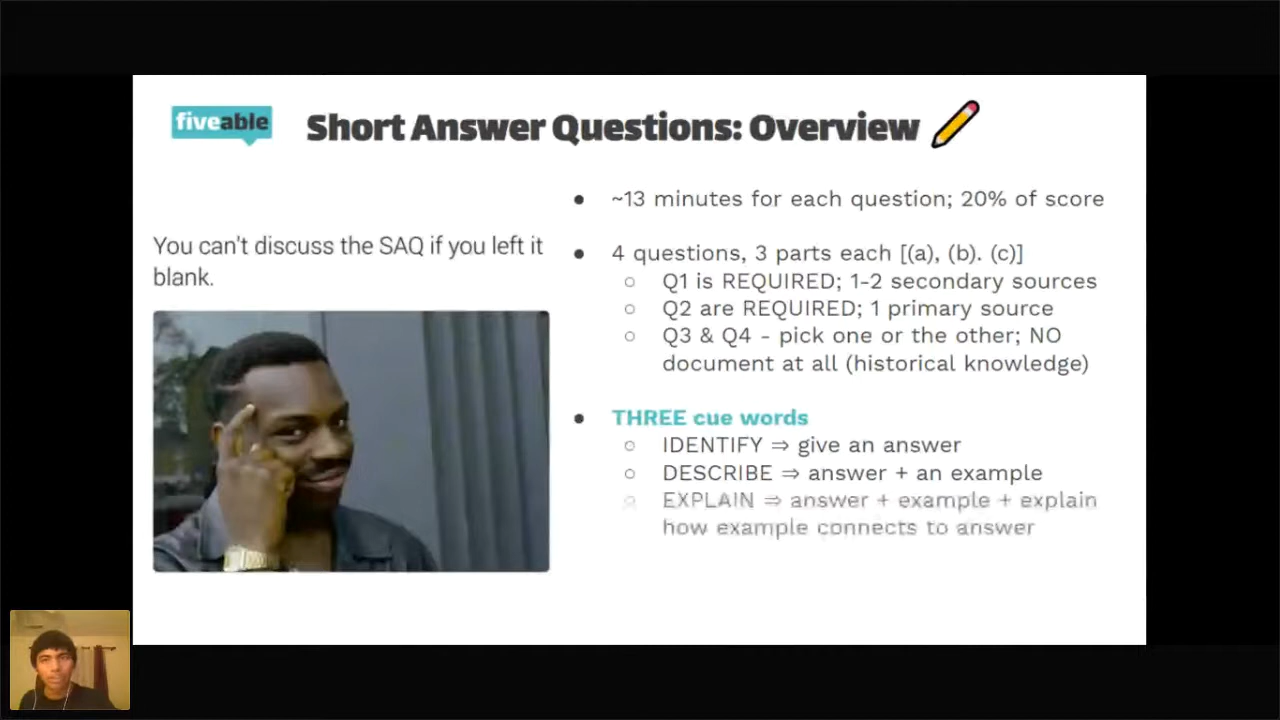 fiveable
Short Answer Questions: Overview
You can't discuss the SAQ if you left it
blank.
~13 minutes for each question; 20% of score
4 questions, 3 parts each [(a), (b). (c)]
Q1 is REQUIRED; 1-2 secondary sources
Q2 are REQUIRED; 1 primary source
Q3 & Q4 - pick one or the other; NO
document at all (historical knowledge)
THREE cue words
IDENTIFY ⇒ give an answer
DESCRIBE ⇒ answer + an example
EXPLAIN ⇒ answer + example + explain
how example connects to answer